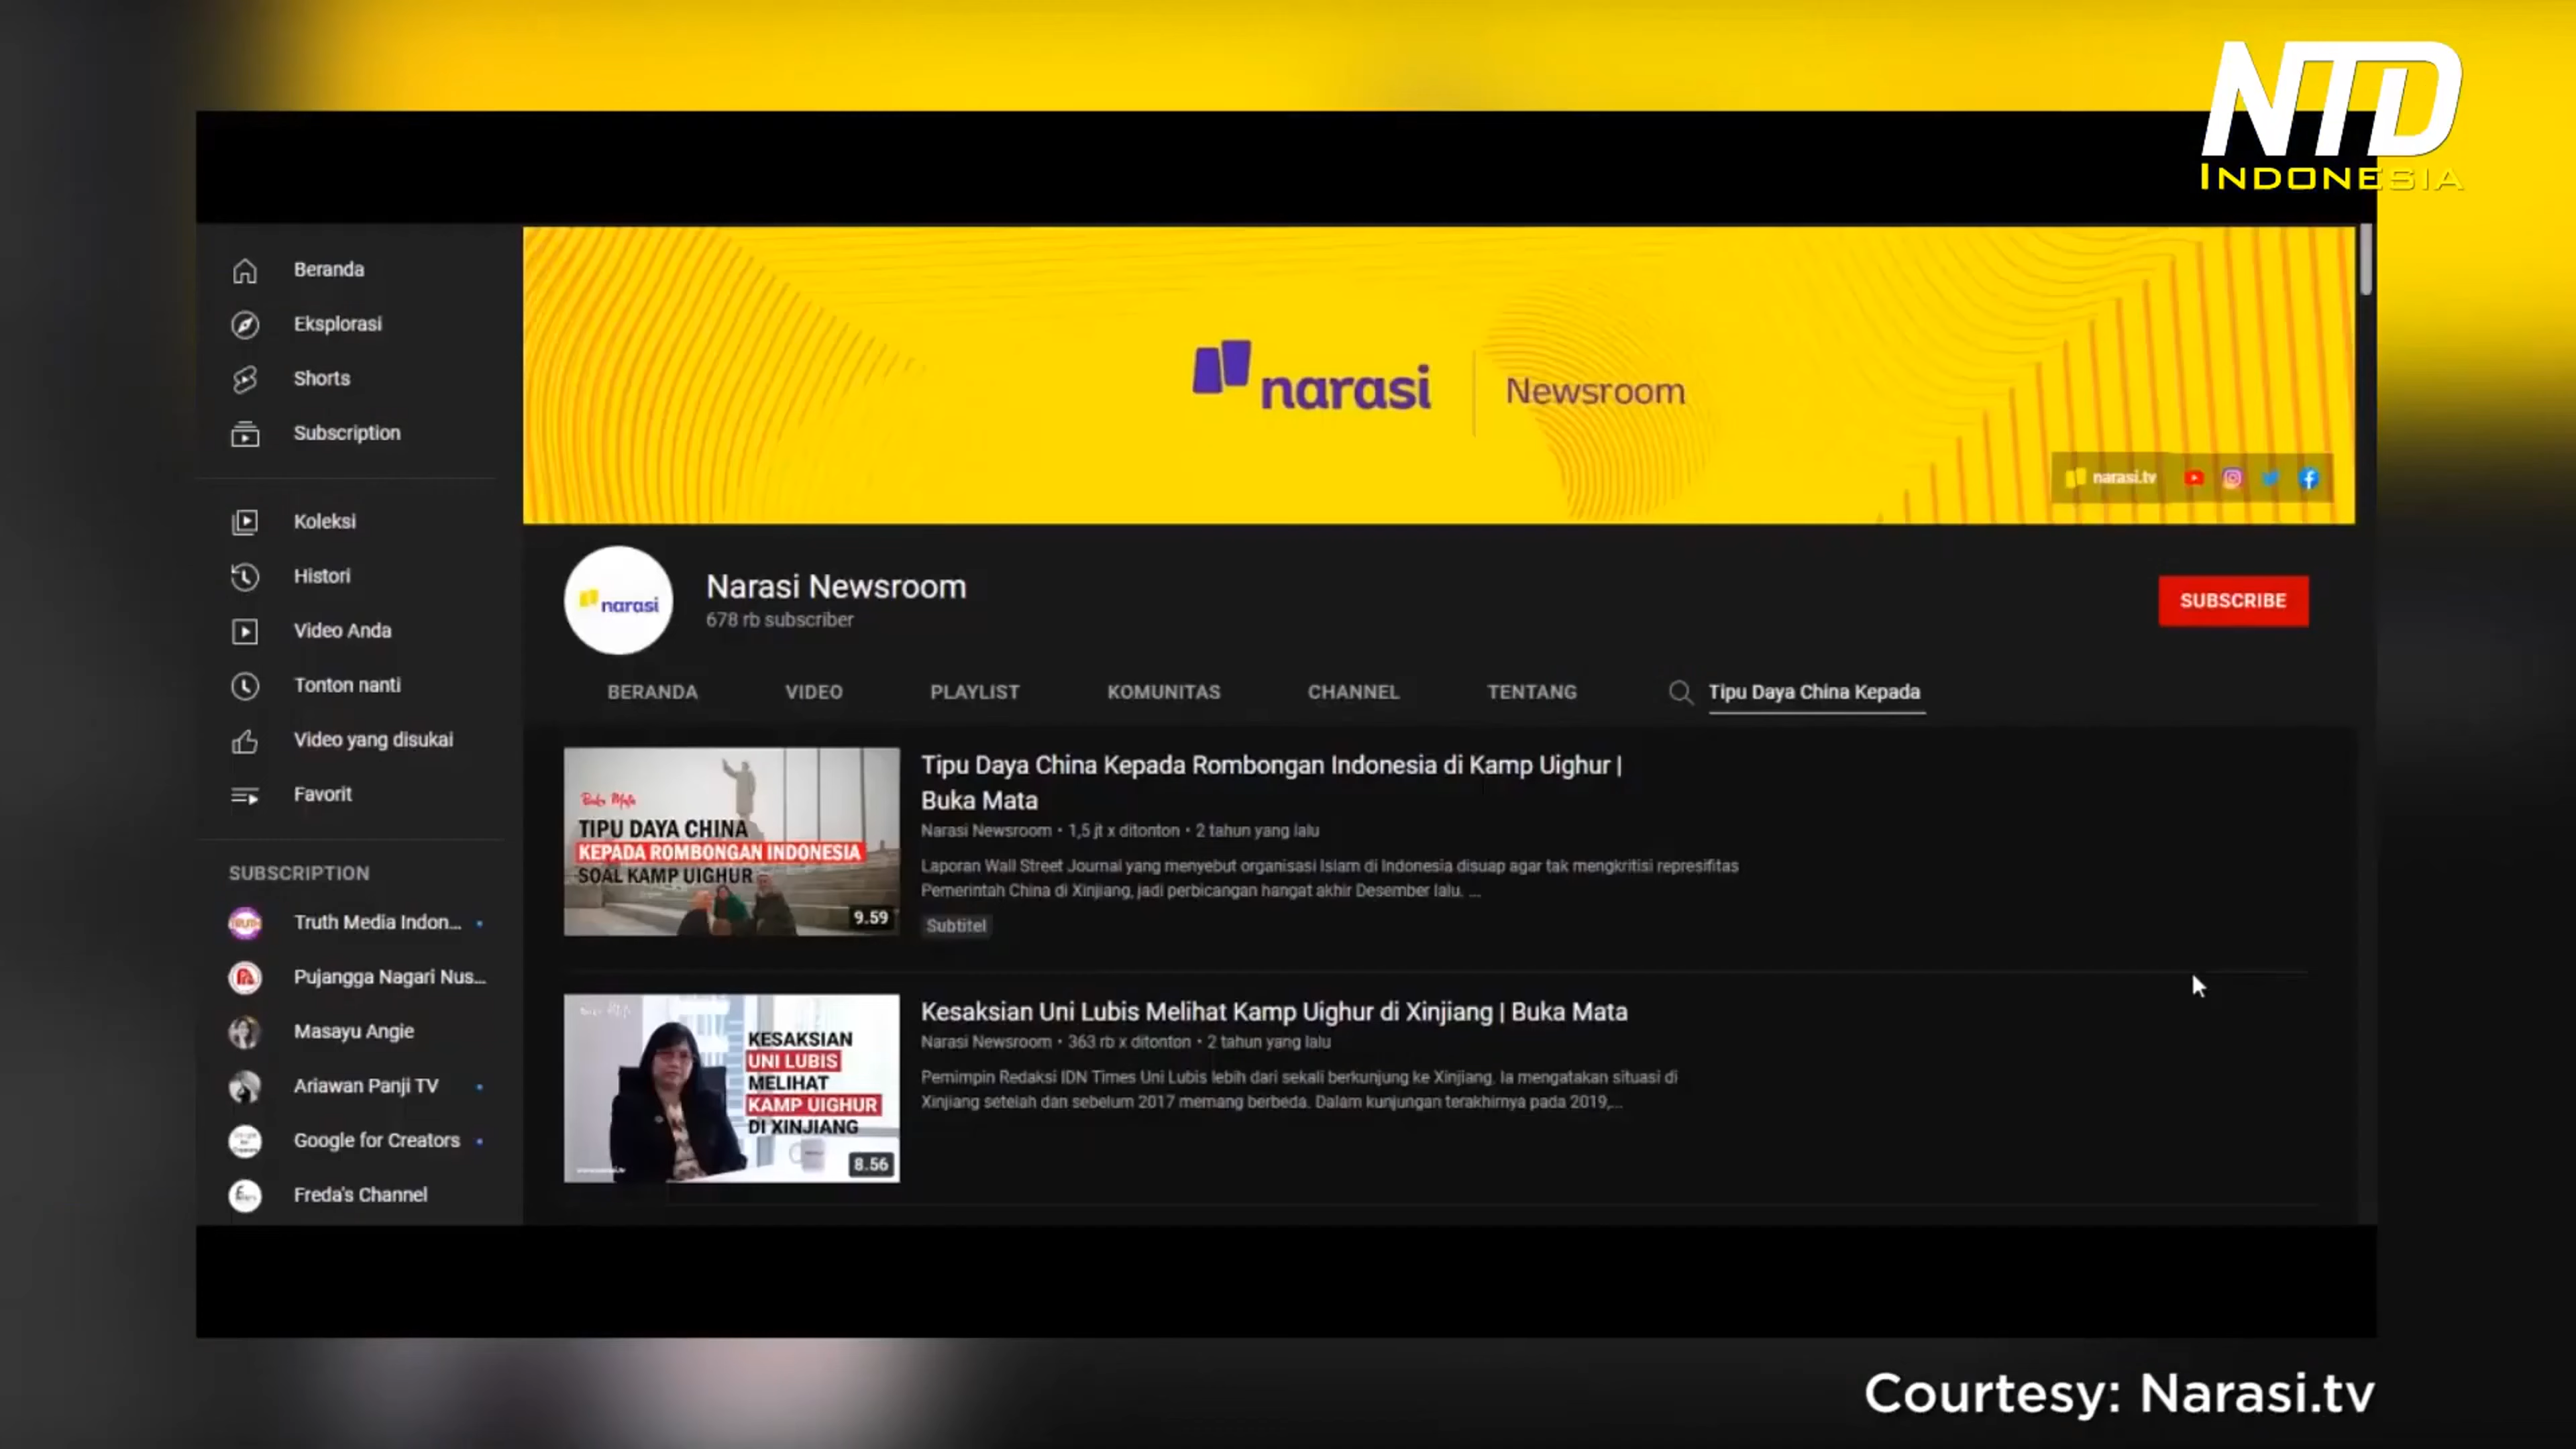 NTD
INDONESIA
Beranda
Eksplorasi
Shorts
Subscription
Koleksi
Histori
Video Anda
Tonton nanti
Video yang disukai
Favorit
SUBSCRIPTION
Truth Media Indon...
Pujangga Nagari Nus...
Masayu Angie
Ariawan Panji TV
Google for Creators
Freda's Channel
narasi
Newsroom
narasi.tv
narasi
Narasi Newsroom
678 rb subscriber
SUBSCRIBE
BERANDA VIDEO PLAYLIST KOMUNITAS CHANNEL TENTANG Tipu Daya China Kepada
Buka Mata
TIPU DAYA CHINA
KEPADA ROMBONGAN INDONESIA
SOAL KAMP UIGHUR
9.59
Tipu Daya China Kepada Rombongan Indonesia di Kamp Uighur |
Buka Mata
Narasi Newsroom • 1,5 jt x ditonton • 2 tahun yang lalu
Laporan Wall Street Journal yang menyebut organisasi Islam di Indonesia disuap agar tak mengkritisi represifitas
Pemerintah China di Xinjiang, jadi perbicangan hangat akhir Desember lalu. ...
Subtitel
KESAKSIAN
UNI LUBIS
MELIHAT
KAMP UIGHUR
DI XINJIANG
8.56
Kesaksian Uni Lubis Melihat Kamp Uighur di Xinjiang | Buka Mata
Narasi Newsroom • 363 rb x ditonton • 2 tahun yang lalu
Pemimpin Redaksi IDN Times Uni Lubis lebih dari sekali berkunjung ke Xinjiang. Ia mengatakan situasi di
Xinjiang setelah dan sebelum 2017 memang berbeda. Dalam kunjungan terakhirnya pada 2019,...
Courtesy: Narasi.tv